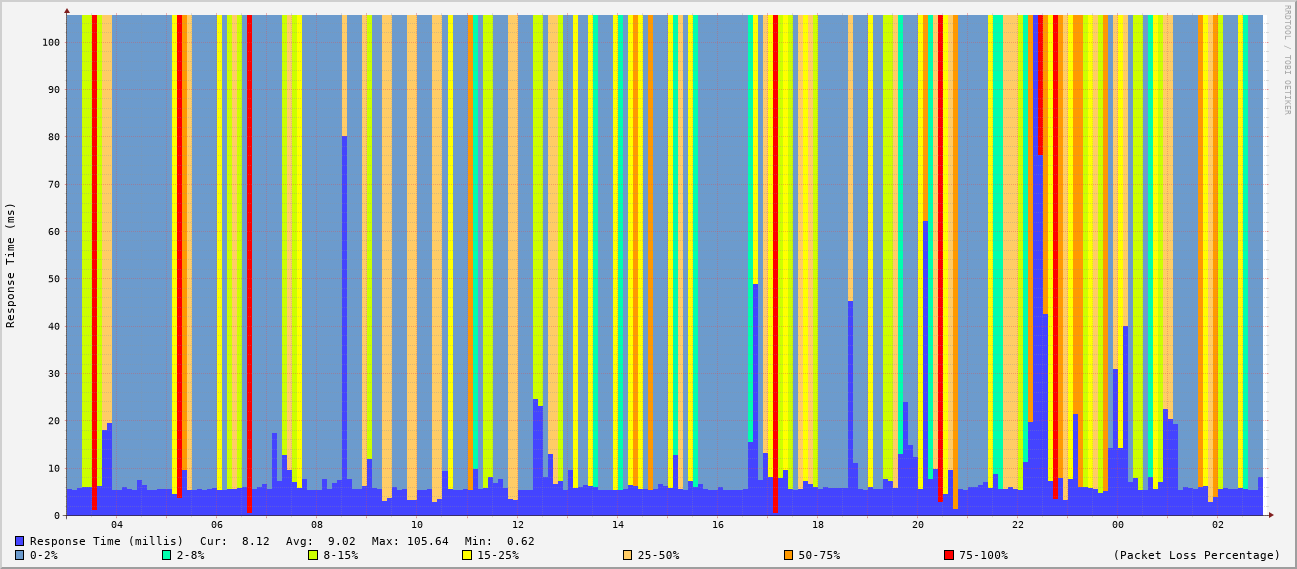 RRDTOOL / TOBI OETIKER
Response Time (ms)
100
90
80
70
60
50
40
30
20
10
0
04 06 08 10 12 14 16 18 20 22 00 02
Response Time (millis) Cur: 8.12 Avg: 9.02 Max: 105.64 Min: 0.62
0-2% 2-8% 8-15% 15-25% 25-50% 50-75% 75-100% (Packet Loss Percentage)